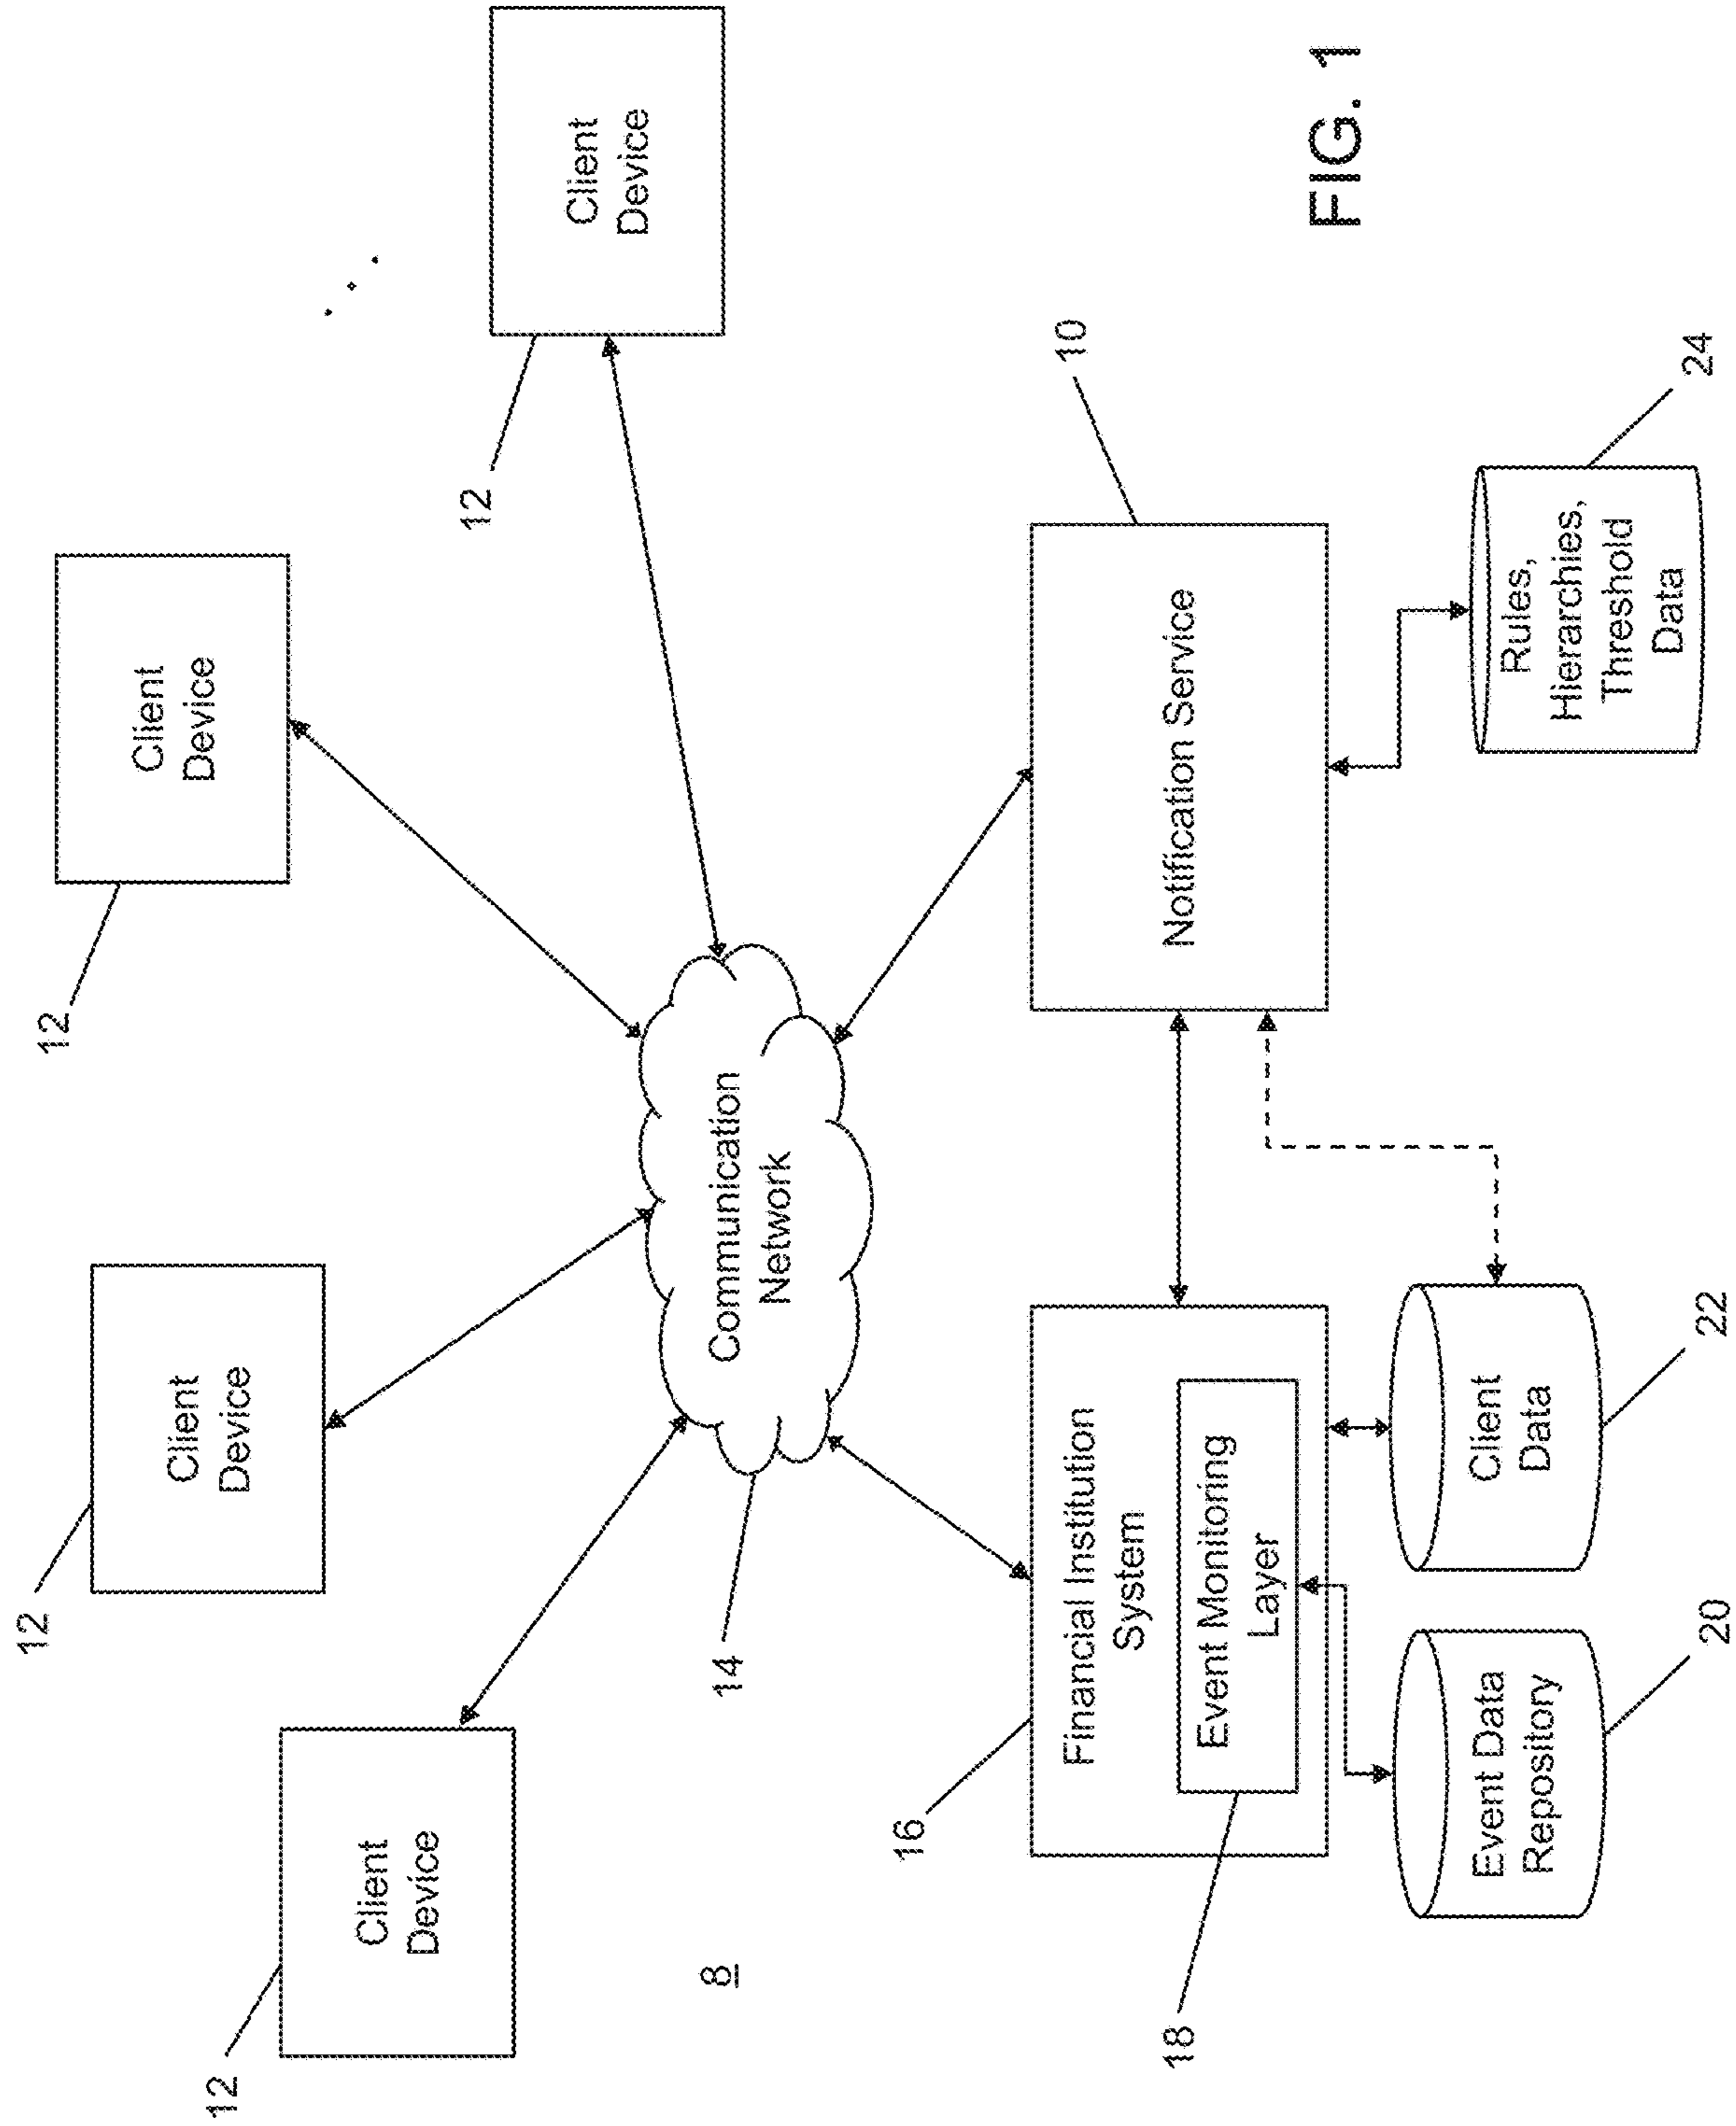 12
Client
Device
12
Client
Device
12
Client
Device
12
Client
Device
8
14
Communication
Network
16
Financial Institution
System
18
Event Monitoring
Layer
10
Notification Service
20
Event Data
Repository
22
Client
Data
24
Rules,
Hierarchies,
Threshold
Data
FIG. 1